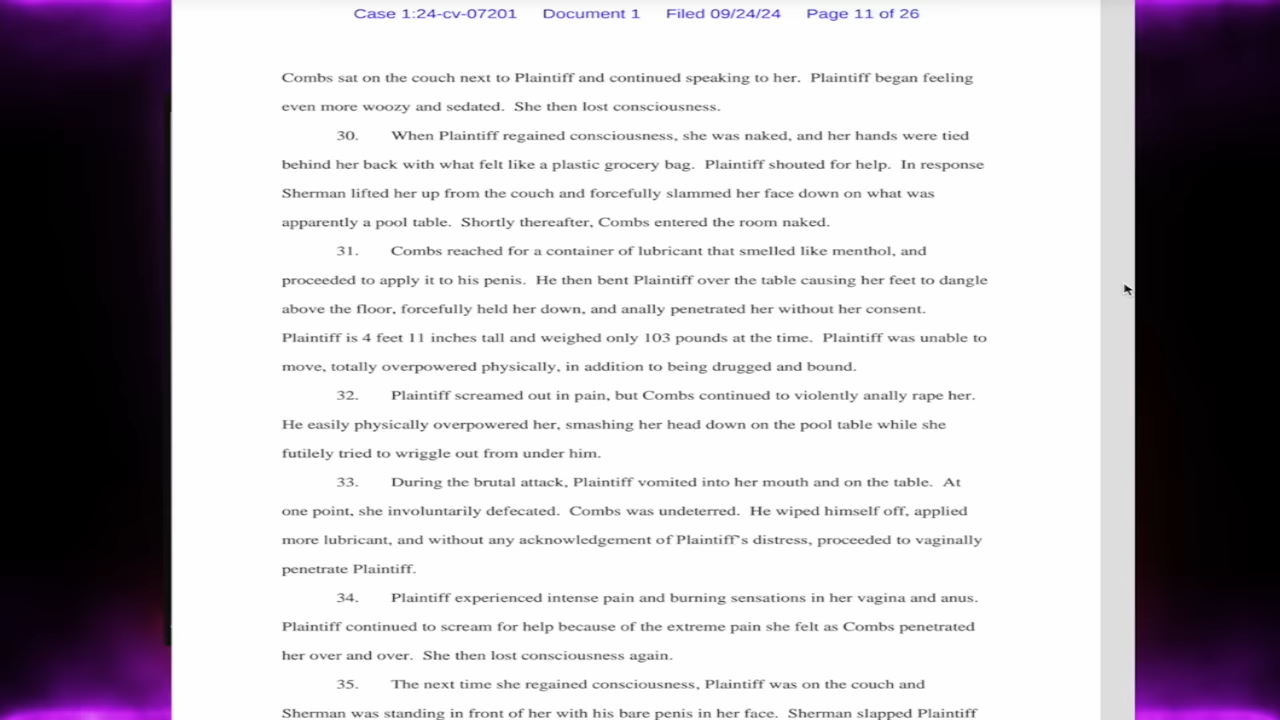 Case 1:24-cv-07201 Document 1 Filed 09/24/24 Page 11 of 26
Combs sat on the couch next to Plaintiff and continued speaking to her. Plaintiff began feeling
even more woozy and sedated. She then lost consciousness.
30. When Plaintiff regained consciousness, she was naked, and her hands were tied
behind her back with what felt like a plastic grocery bag. Plaintiff shouted for help. In response
Sherman lifted her up from the couch and forcefully slammed her face down on what was
apparently a pool table. Shortly thereafter, Combs entered the room naked.
31. Combs reached for a container of lubricant that smelled like menthol, and
proceeded to apply it to his penis. He then bent Plaintiff over the table causing her feet to dangle
above the floor, forcefully held her down, and anally penetrated her without her consent.
Plaintiff is 4 feet 11 inches tall and weighed only 103 pounds at the time. Plaintiff was unable to
move, totally overpowered physically, in addition to being drugged and bound.
32. Plaintiff screamed out in pain, but Combs continued to violently anally rape her.
He easily physically overpowered her, smashing her head down on the pool table while she
futilely tried to wriggle out from under him.
33. During the brutal attack, Plaintiff vomited into her mouth and on the table. At
one point, she involuntarily defecated. Combs was undeterred. He wiped himself off, applied
more lubricant, and without any acknowledgement of Plaintiff's distress, proceeded to vaginally
penetrate Plaintiff.
34. Plaintiff experienced intense pain and burning sensations in her vagina and anus.
Plaintiff continued to scream for help because of the extreme pain she felt as Combs penetrated
her over and over. She then lost consciousness again.
35. The next time she regained consciousness, Plaintiff was on the couch and
Sherman was standing in front of her with his bare penis in her face. Sherman slapped Plaintiff